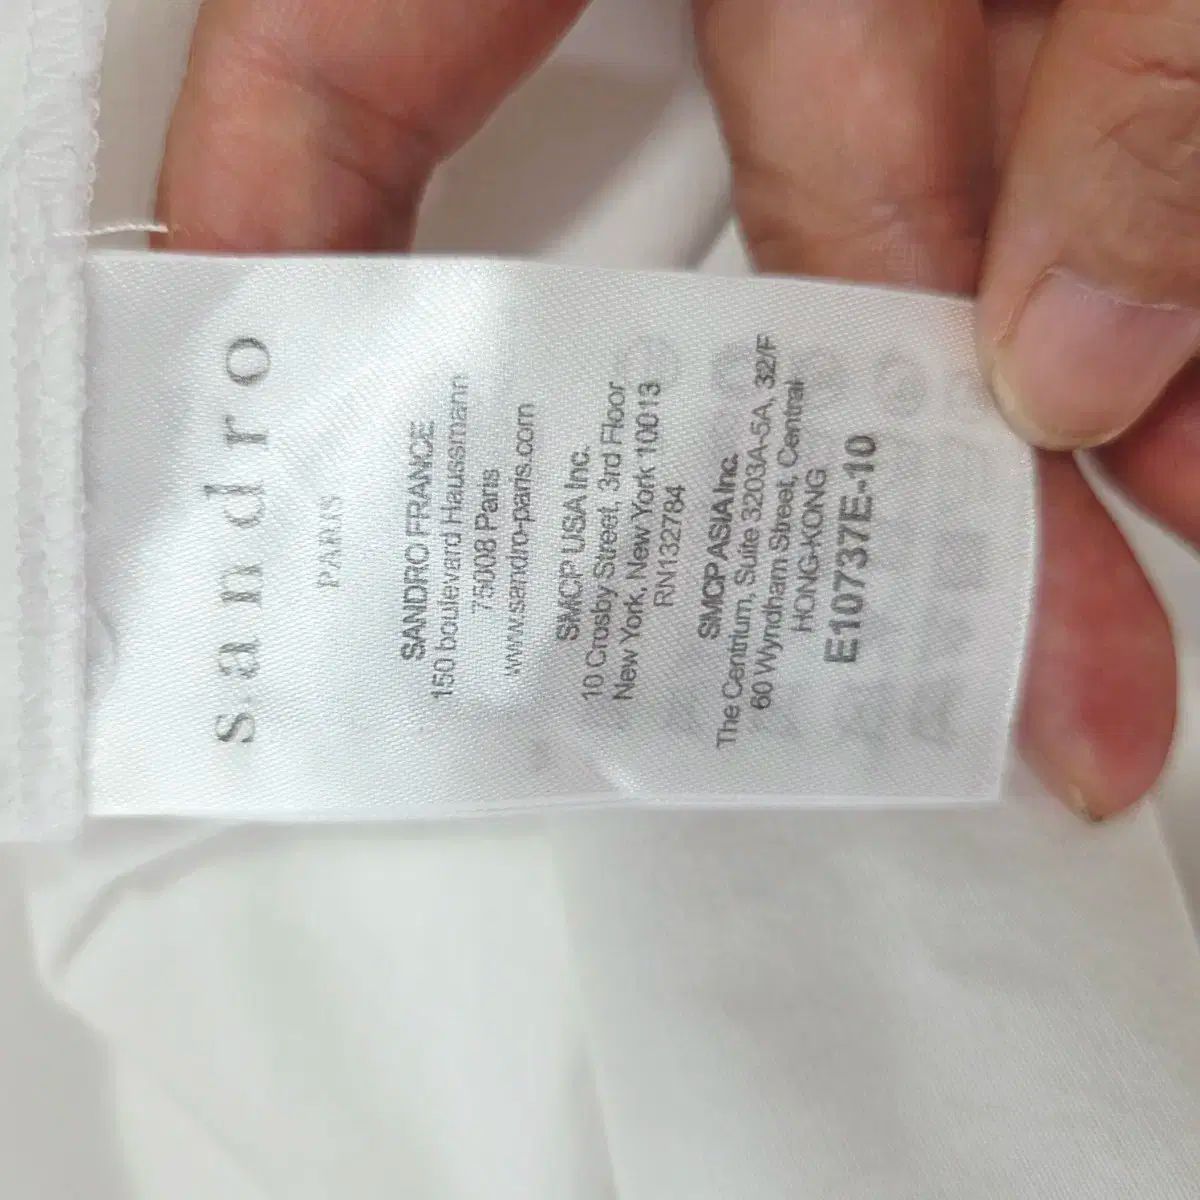 sandro
PARIS
SANDRO FRANCE
150 boulevard Haussmann
75008 Paris
www.sandro-paris.com
SMCP USA Inc.
10 Crosby Street, 3rd Floor
New York, New York 10013
RN132784
SMCP ASIA Inc.
The Centrium, Suite 3203A-5A, 32/F
60 Wyndham Street, Central
HONG-KONG
E10737E-10